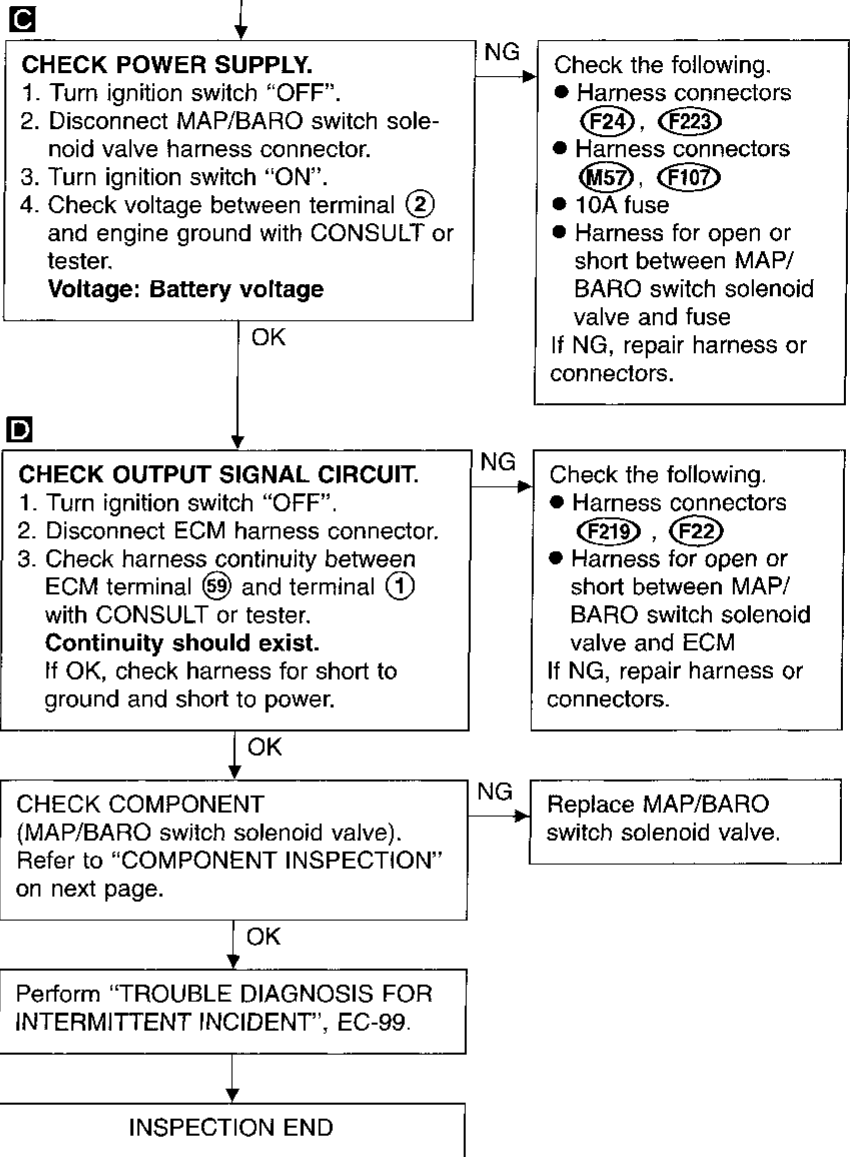 C
CHECK POWER SUPPLY.
1. Turn ignition switch “OFF”.
2. Disconnect MAP/BARO switch sole-
noid valve harness connector.
3. Turn ignition switch “ON”.
4. Check voltage between terminal ②
and engine ground with CONSULT or
tester.
Voltage: Battery voltage
NG
Check the following.
● Harness connectors
F24, F223
● Harness connectors
M57, F107
● 10A fuse
● Harness for open or
short between MAP/
BARO switch solenoid
valve and fuse
If NG, repair harness or
connectors.
OK
D
CHECK OUTPUT SIGNAL CIRCUIT.
1. Turn ignition switch “OFF”.
2. Disconnect ECM harness connector.
3. Check harness continuity between
ECM terminal 59 and terminal ①
with CONSULT or tester.
Continuity should exist.
If OK, check harness for short to
ground and short to power.
NG
Check the following.
● Harness connectors
F219 , F22
● Harness for open or
short between MAP/
BARO switch solenoid
valve and ECM
If NG, repair harness or
connectors.
OK
CHECK COMPONENT
(MAP/BARO switch solenoid valve).
Refer to “COMPONENT INSPECTION”
on next page.
NG
Replace MAP/BARO
switch solenoid valve.
OK
Perform “TROUBLE DIAGNOSIS FOR
INTERMITTENT INCIDENT”, EC-99.
INSPECTION END